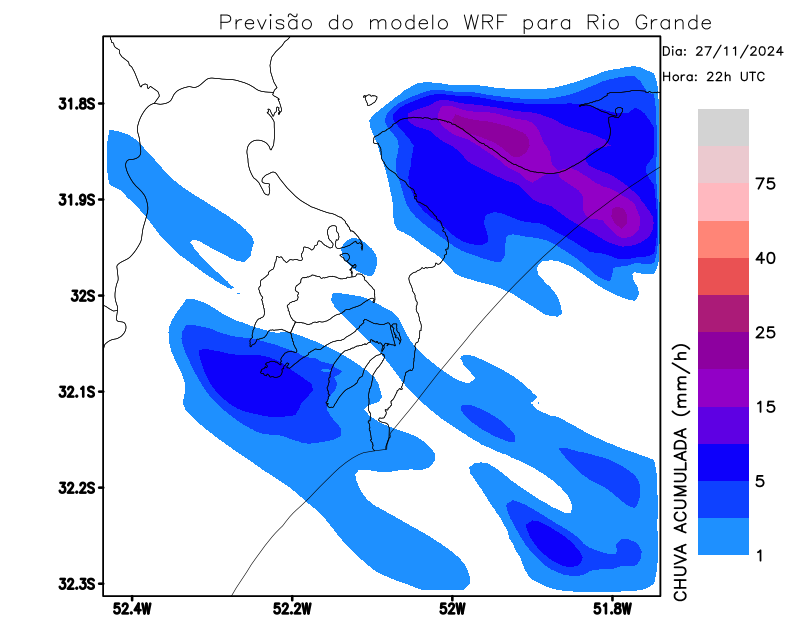 Previsão do modelo WRF para Rio Grande
Dia: 27/11/2024
Hora: 22h UTC
31.8S
31.9S
32S
32.1S
32.2S
32.3S
52.4W
52.2W
52W
51.8W
75
40
25
15
5
1
CHUVA ACUMULADA (mm/h)